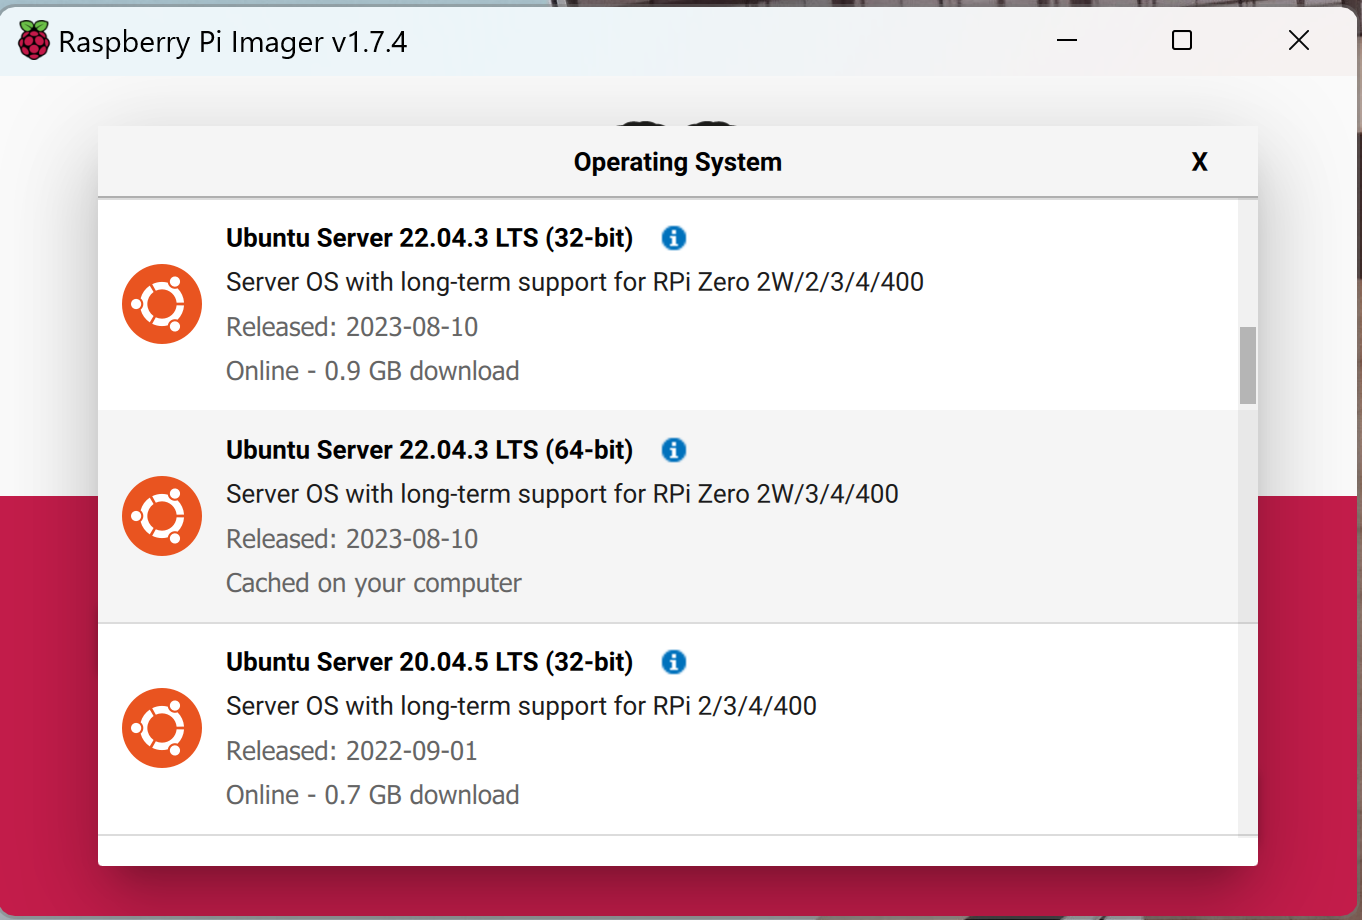 Raspberry Pi Imager v1.7.4
Operating System
X
Ubuntu Server 22.04.3 LTS (32-bit)
Server OS with long-term support for RPi Zero 2W/2/3/4/400
Released: 2023-08-10
Online - 0.9 GB download
Ubuntu Server 22.04.3 LTS (64-bit)
Server OS with long-term support for RPi Zero 2W/3/4/400
Released: 2023-08-10
Cached on your computer
Ubuntu Server 20.04.5 LTS (32-bit)
Server OS with long-term support for RPi 2/3/4/400
Released: 2022-09-01
Online - 0.7 GB download